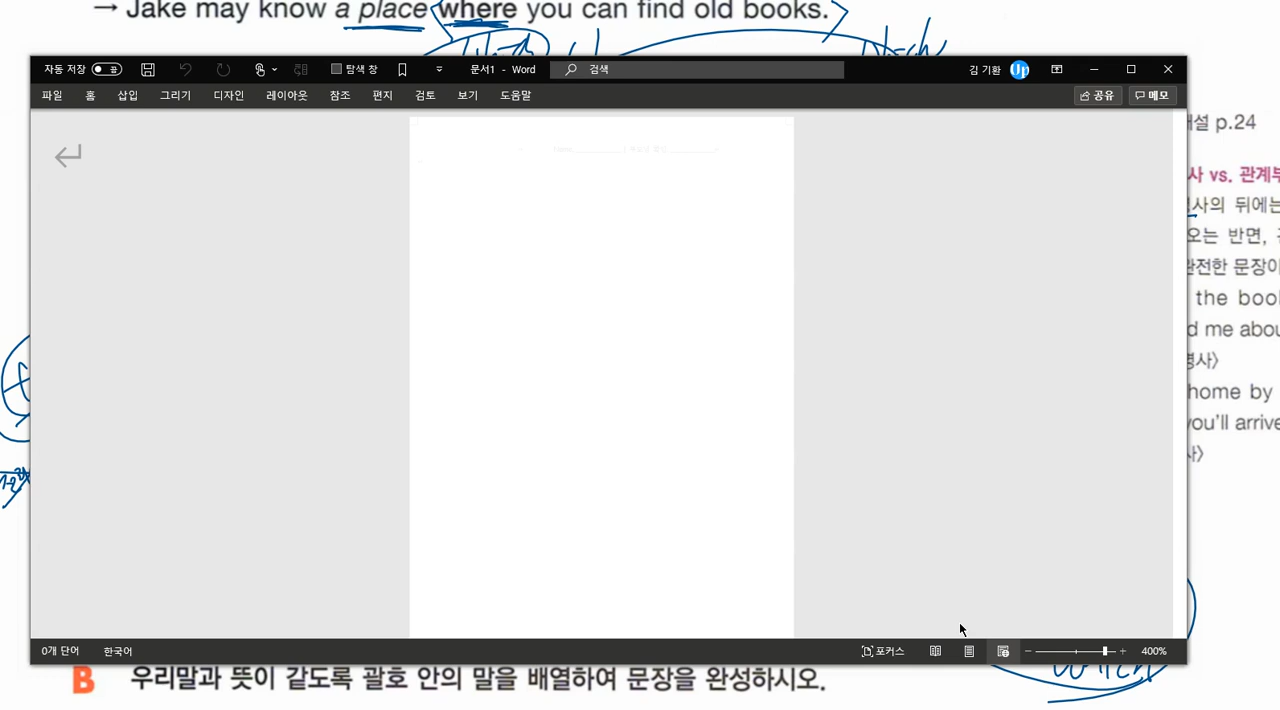 → Jake may know a place where you can find old books.
자동 저장 끔 탐색 창 문서1 - Word 검색 김 기환
파일 홈 삽입 그리기 디자인 레이아웃 참조 편지 검토 보기 도움말 공유 메모
해설 p.24
사 vs. 관계부
사의 뒤에는
오는 반면,
완전한 문장이
the book
d me abou
명사〉
home by
you'll arrive
사〉
0개 단어 한국어 포커스 400%
B 우리말과 뜻이 같도록 괄호 안의 말을 배열하여 문장을 완성하시오.